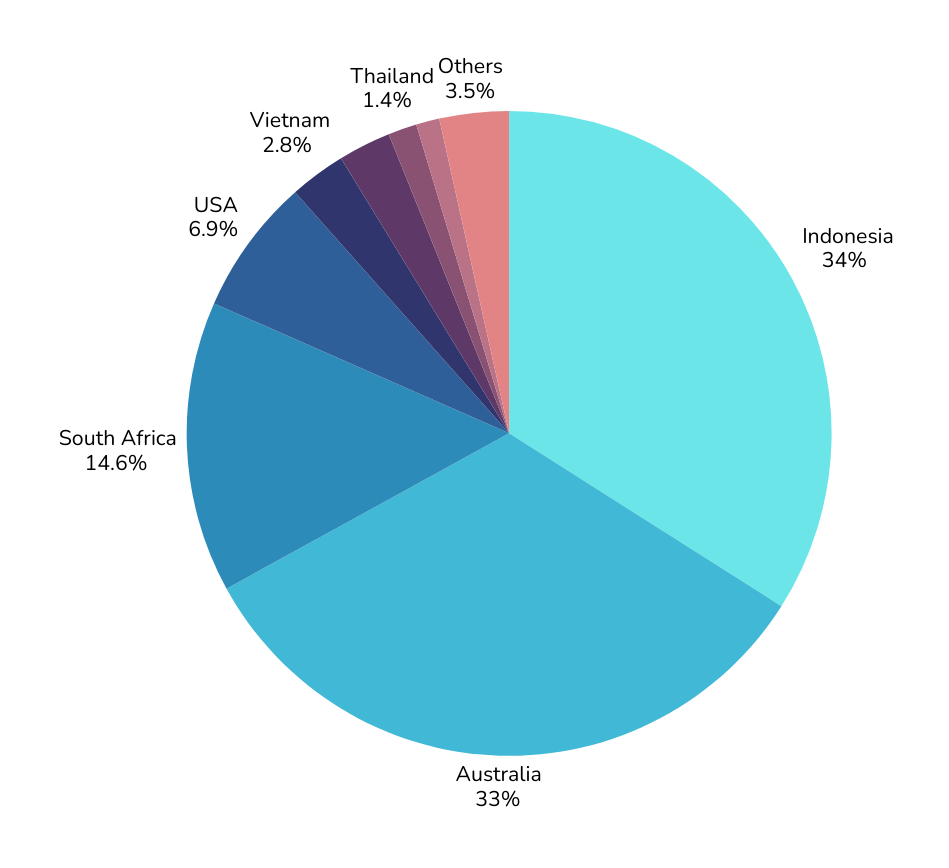 Others
3.5%
Thailand
1.4%
Vietnam
2.8%
USA
6.9%
Indonesia
34%
South Africa
14.6%
Australia
33%